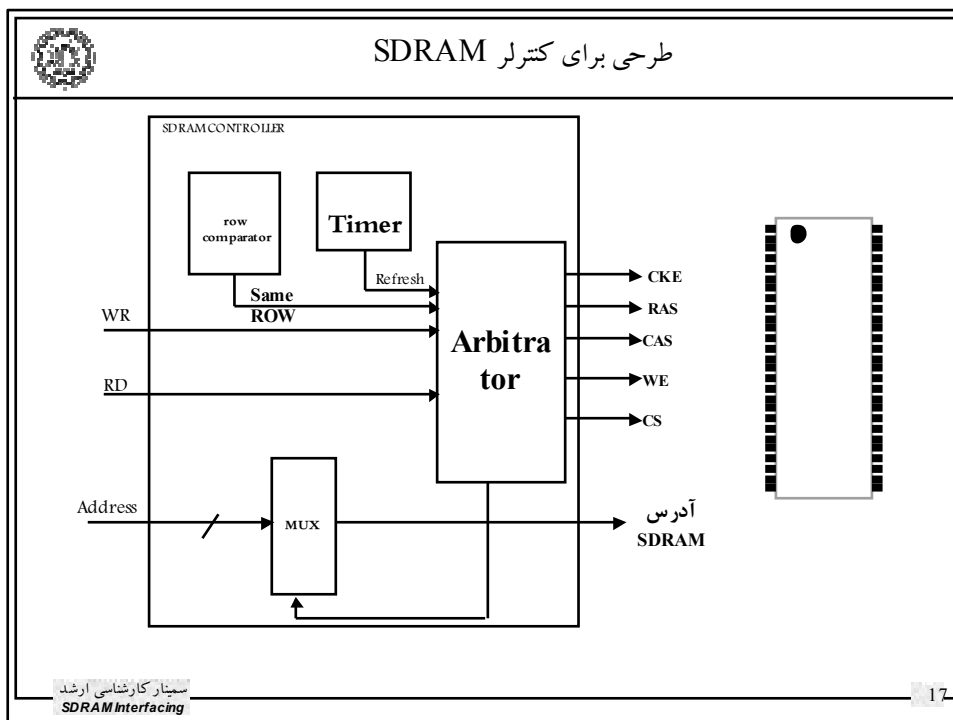 طرحی برای کنترلر SDRAM
SDRAM CONTROLLER
row
comparator
Timer
Refresh
Same
ROW
WR
RD
Arbitra
tor
CKE
RAS
CAS
WE
CS
Address
MUX
آدرس
SDRAM
سمینار کارشناسی ارشد
SDRAM Interfacing
17